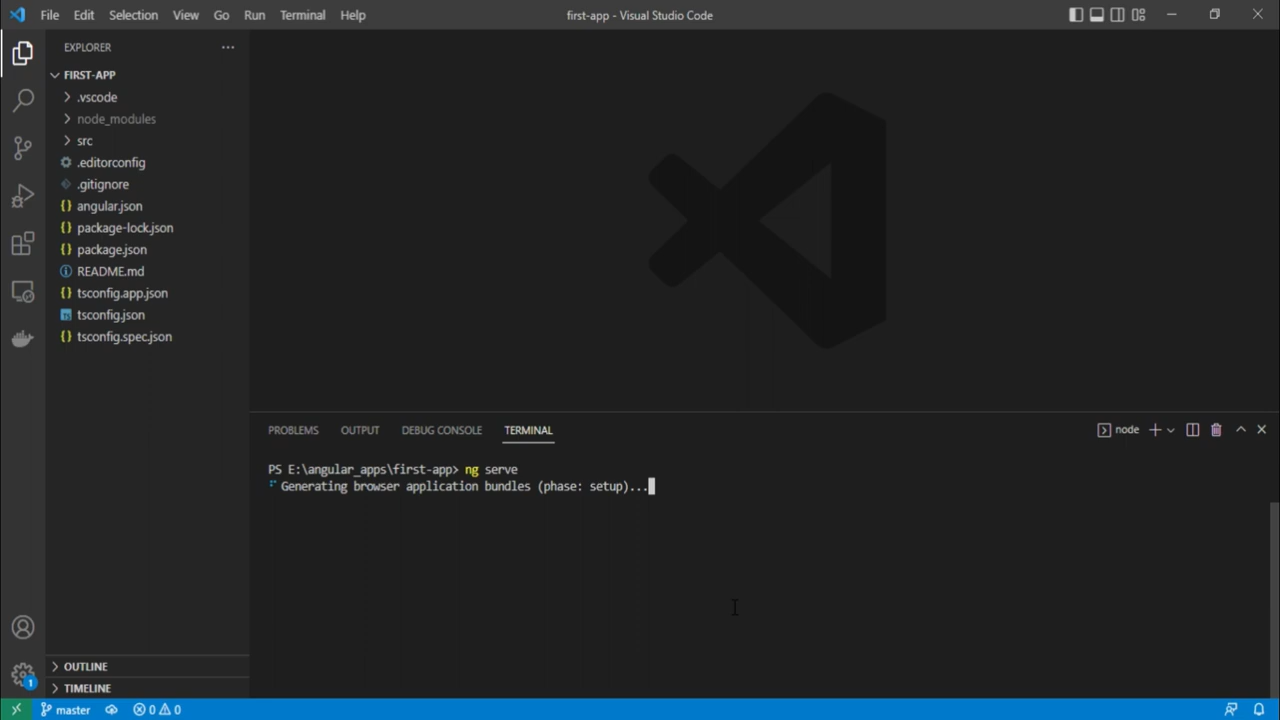 File Edit Selection View Go Run Terminal Help
first-app - Visual Studio Code
EXPLORER
FIRST-APP
.vscode
node_modules
src
.editorconfig
.gitignore
angular.json
package-lock.json
package.json
README.md
tsconfig.app.json
tsconfig.json
tsconfig.spec.json
PROBLEMS OUTPUT DEBUG CONSOLE TERMINAL
node
PS E:\angular_apps\first-app> ng serve
Generating browser application bundles (phase: setup)...
OUTLINE
TIMELINE
1
master 0 0